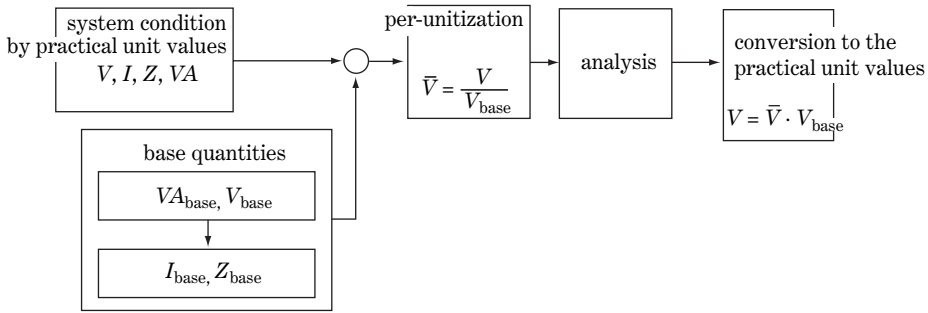 system condition
by practical unit values
V, I, Z, VA
per-unitization
V̄ = V / V_base
analysis
conversion to the
practical unit values
V = V̄ · V_base
base quantities
VA_base, V_base
I_base, Z_base